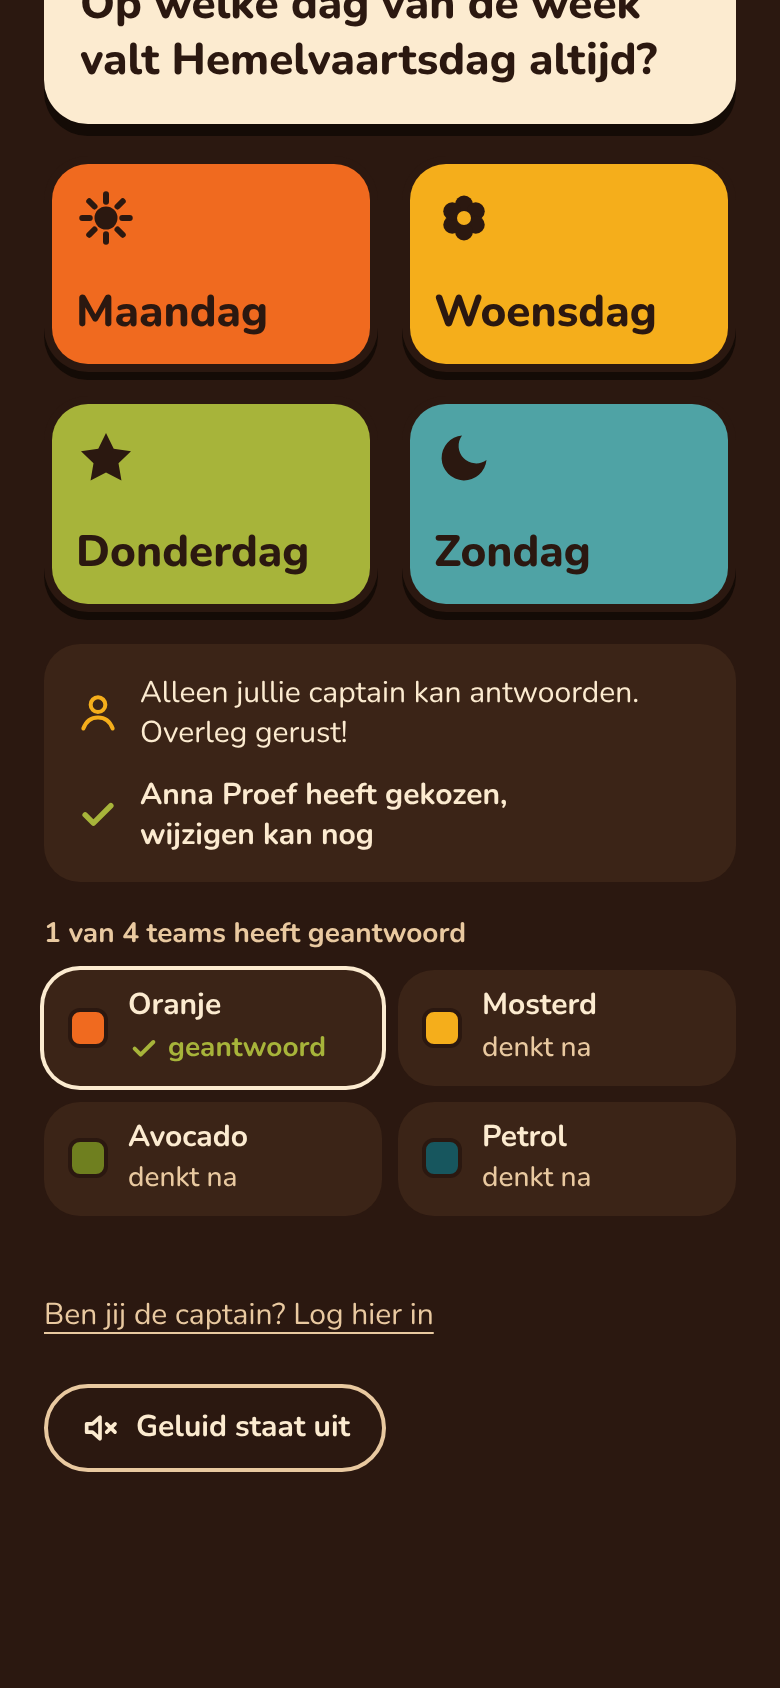 Op welke dag van de week
valt Hemelvaartsdag altijd?
Maandag
Woensdag
Donderdag
Zondag
Alleen jullie captain kan antwoorden.
Overleg gerust!
Anna Proef heeft gekozen,
wijzigen kan nog
1 van 4 teams heeft geantwoord
Oranje
geantwoord
Mosterd
denkt na
Avocado
denkt na
Petrol
denkt na
Ben jij de captain? Log hier in
Geluid staat uit